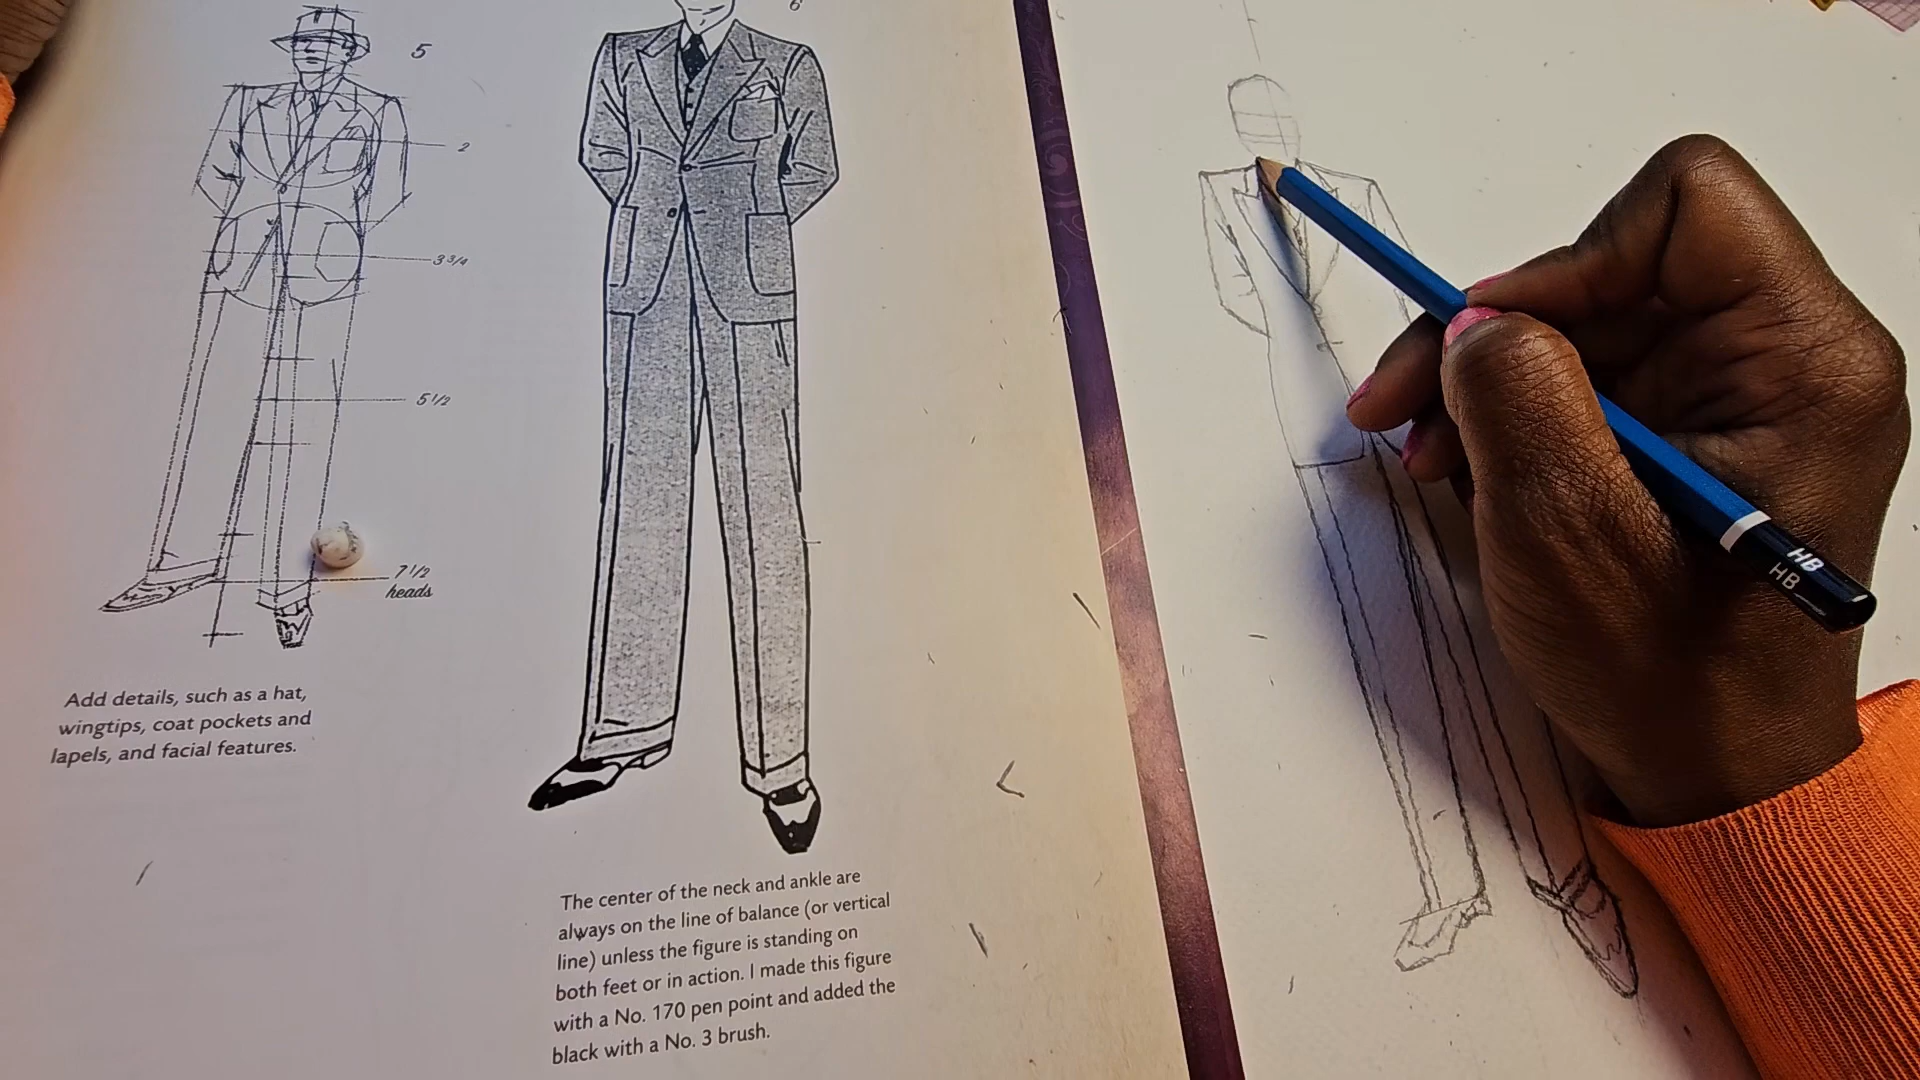 5
2
3 3/4
5 1/2
7 1/2
heads
Add details, such as a hat,
wingtips, coat pockets and
lapels, and facial features.
6
The center of the neck and ankle are
always on the line of balance (or vertical
line) unless the figure is standing on
both feet or in action. I made this figure
with a No. 170 pen point and added the
black with a No. 3 brush.
HB
HB